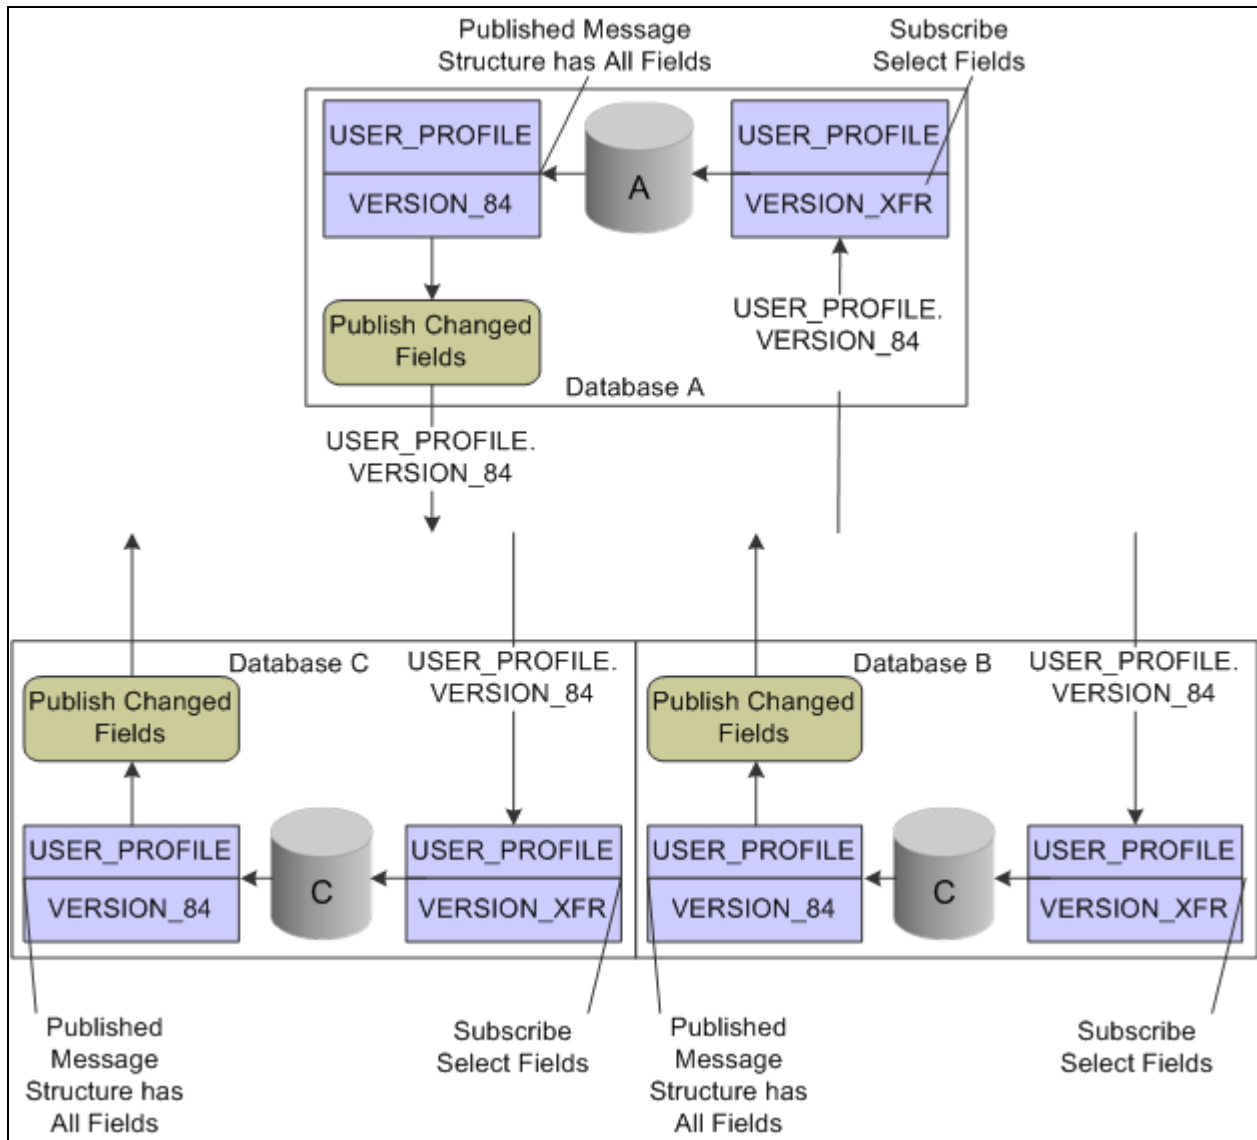 Published Message
Structure has All Fields
Subscribe
Select Fields
USER_PROFILE
VERSION_84
A
USER_PROFILE
VERSION_XFR
Publish Changed
Fields
USER_PROFILE.
VERSION_84
Database A
USER_PROFILE.
VERSION_84
Database C
USER_PROFILE.
VERSION_84
Publish Changed
Fields
USER_PROFILE
VERSION_84
C
USER_PROFILE
VERSION_XFR
Published
Message
Structure has
All Fields
Subscribe
Select Fields
Database B
USER_PROFILE.
VERSION_84
Publish Changed
Fields
USER_PROFILE
VERSION_84
C
USER_PROFILE
VERSION_XFR
Published
Message
Structure has
All Fields
Subscribe
Select Fields